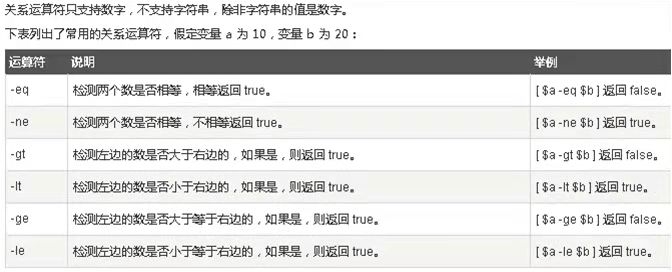 关系运算符只支持数字，不支持字符串，除非字符串的值是数字。
下表列出了常用的关系运算符，假定变量 a 为 10，变量 b 为 20：
运算符 说明 举例
-eq 检测两个数是否相等，相等返回 true。 [ $a -eq $b ] 返回 false。
-ne 检测两个数是否相等，不相等返回 true。 [ $a -ne $b ] 返回 true。
-gt 检测左边的数是否大于右边的，如果是，则返回 true。 [ $a -gt $b ] 返回 false。
-lt 检测左边的数是否小于右边的，如果是，则返回 true。 [ $a -lt $b ] 返回 true。
-ge 检测左边的数是否大于等于右边的，如果是，则返回 true。 [ $a -ge $b ] 返回 false。
-le 检测左边的数是否小于等于右边的，如果是，则返回 true。 [ $a -le $b ] 返回 true。